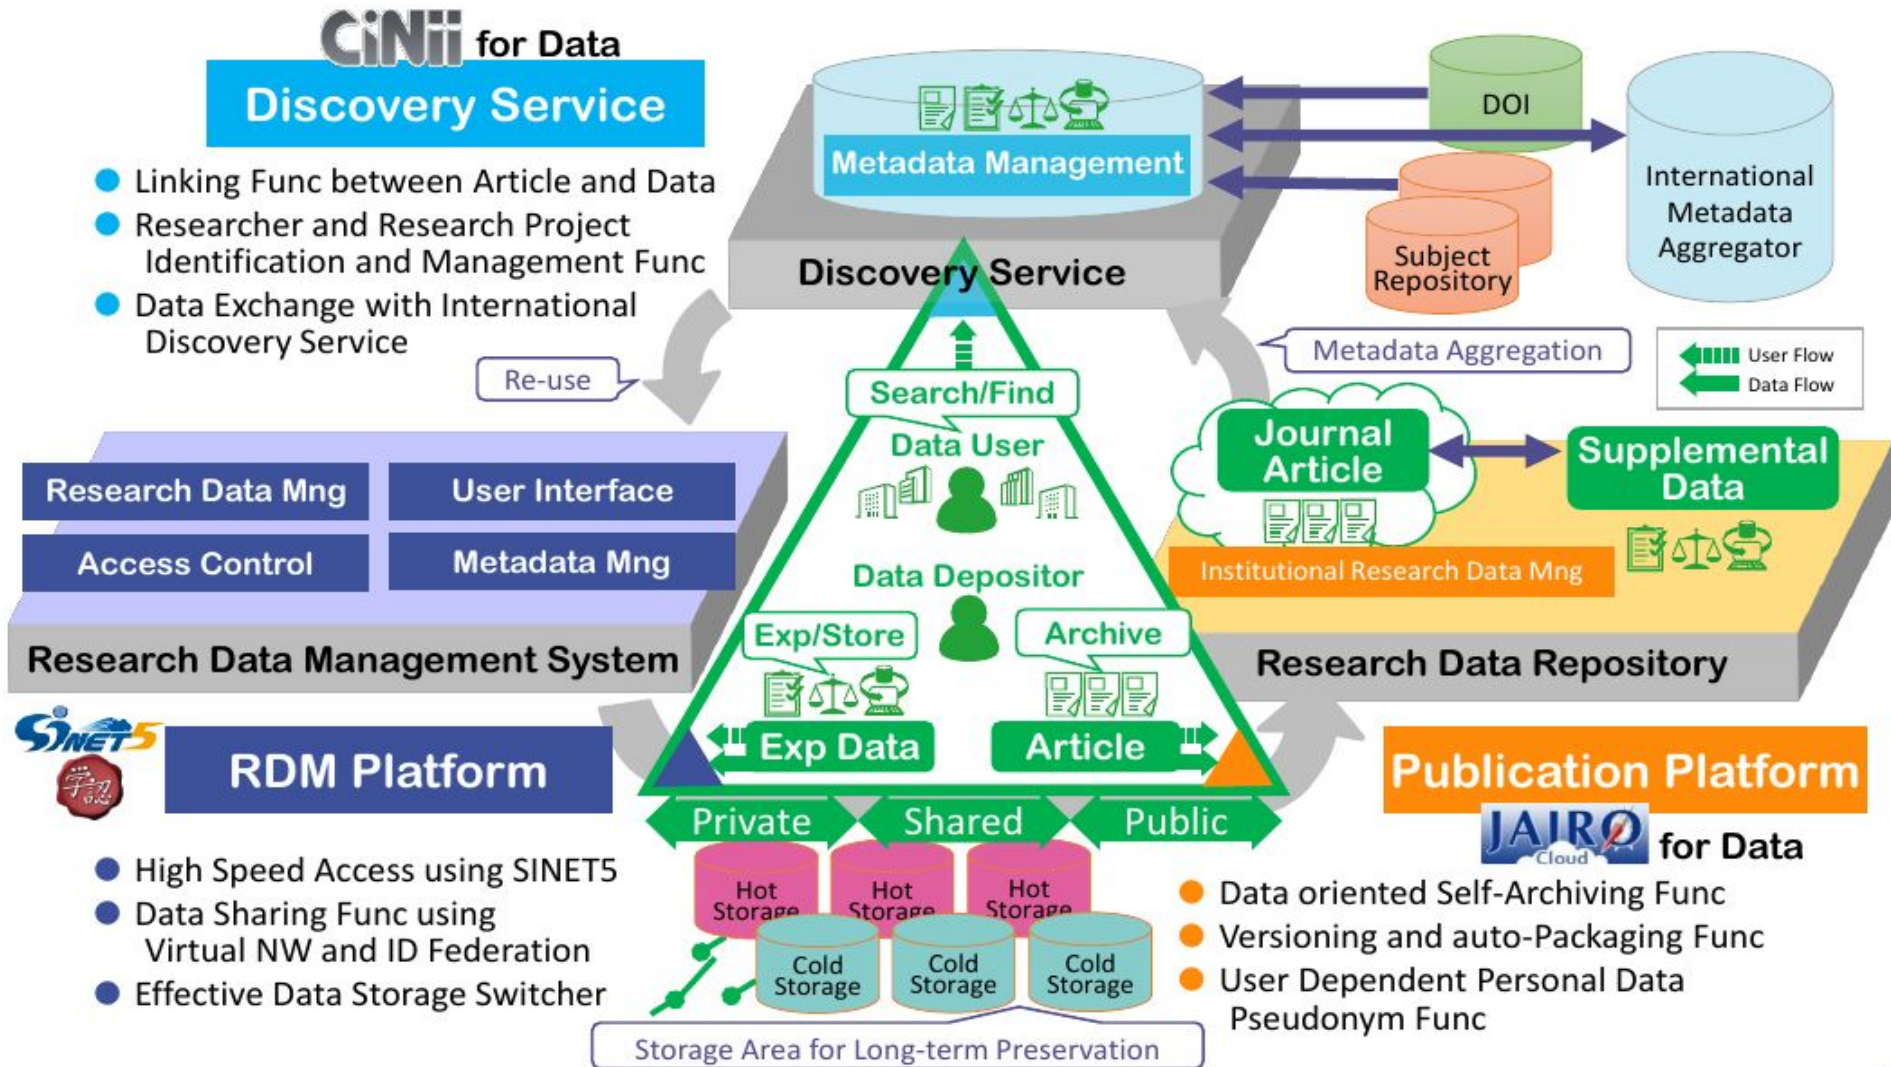 CiNii for Data
Discovery Service
Linking Func between Article and Data
Researcher and Research Project
Identification and Management Func
Data Exchange with International
Discovery Service
Metadata Management
Discovery Service
DOI
International
Metadata
Aggregator
Subject
Repository
Re-use
Metadata Aggregation
User Flow
Data Flow
Search/Find
Data User
Data Depositor
Exp/Store
Archive
Exp Data
Article
Research Data Mng
User Interface
Access Control
Metadata Mng
Research Data Management System
Journal
Article
Supplemental
Data
Institutional Research Data Mng
Research Data Repository
SINET5
学認
RDM Platform
High Speed Access using SINET5
Data Sharing Func using
Virtual NW and ID Federation
Effective Data Storage Switcher
Private
Shared
Public
Hot
Storage
Hot
Storage
Hot
Storage
Cold
Storage
Cold
Storage
Cold
Storage
Storage Area for Long-term Preservation
Publication Platform
JAIRO
Cloud
for Data
Data oriented Self-Archiving Func
Versioning and auto-Packaging Func
User Dependent Personal Data
Pseudonym Func